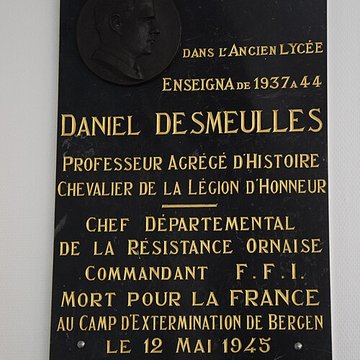 DANS L'ANCIEN LYCÉE
ENSEIGNA DE 1937 A 44
DANIEL DESMEULLES
PROFESSEUR AGRÉGÉ D'HISTOIRE
CHEVALIER DE LA LÉGION D'HONNEUR
CHEF DÉPARTEMENTAL
DE LA RÉSISTANCE ORNAISE
COMMANDANT F.F.I.
MORT POUR LA FRANCE
AU CAMP D'EXTERMINATION DE BERGEN
LE 12 MAI 1945